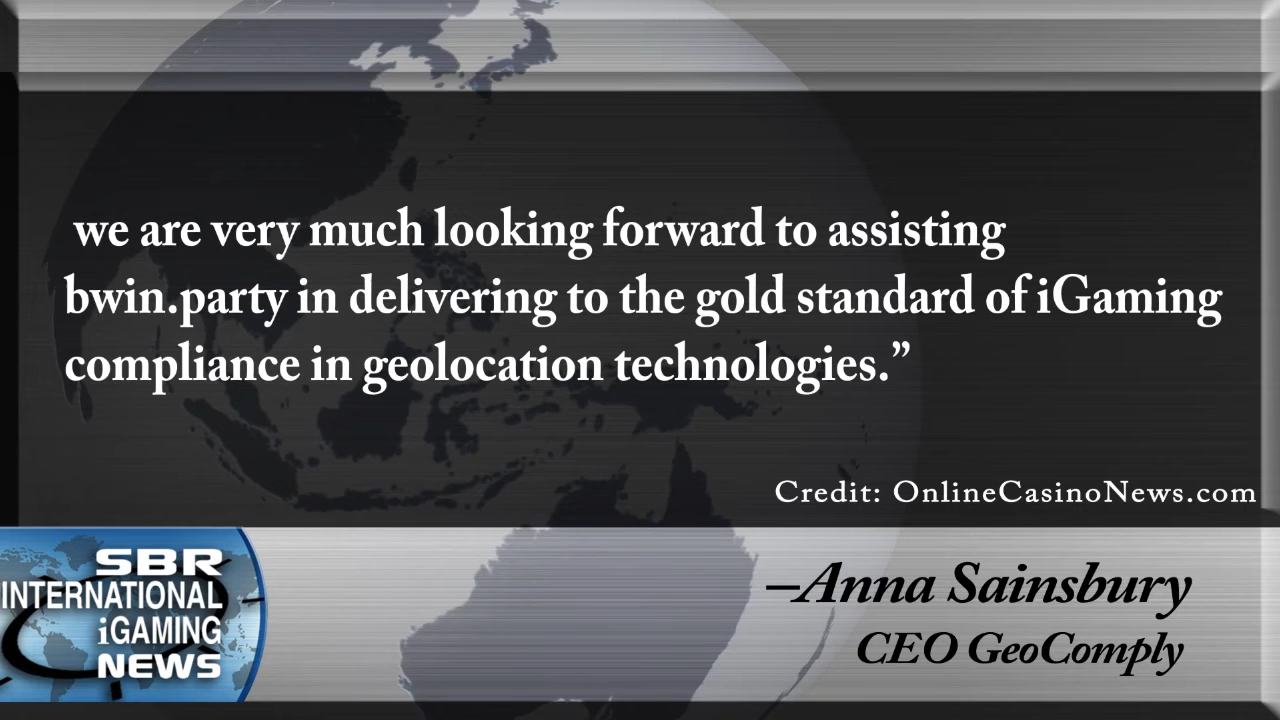 we are very much looking forward to assisting
bwin.party in delivering to the gold standard of iGaming
compliance in geolocation technologies.”
Credit: OnlineCasinoNews.com
–Anna Sainsbury
CEO GeoComply
SBR
INTERNATIONAL
iGAMING
NEWS